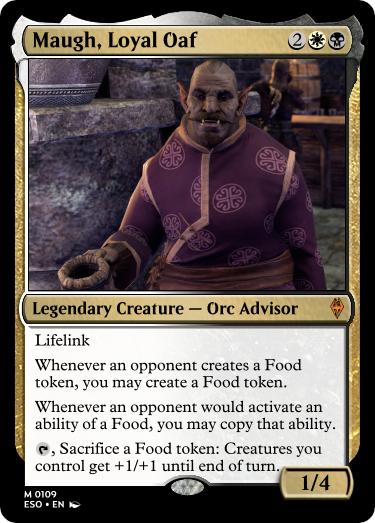 Maugh, Loyal Oaf 2
Legendary Creature — Orc Advisor
Lifelink
Whenever an opponent creates a Food
token, you may create a Food token.
Whenever an opponent would activate an
ability of a Food, you may copy that ability.
, Sacrifice a Food token: Creatures you
control get +1/+1 until end of turn.
1/4
M 0109
ESO • EN